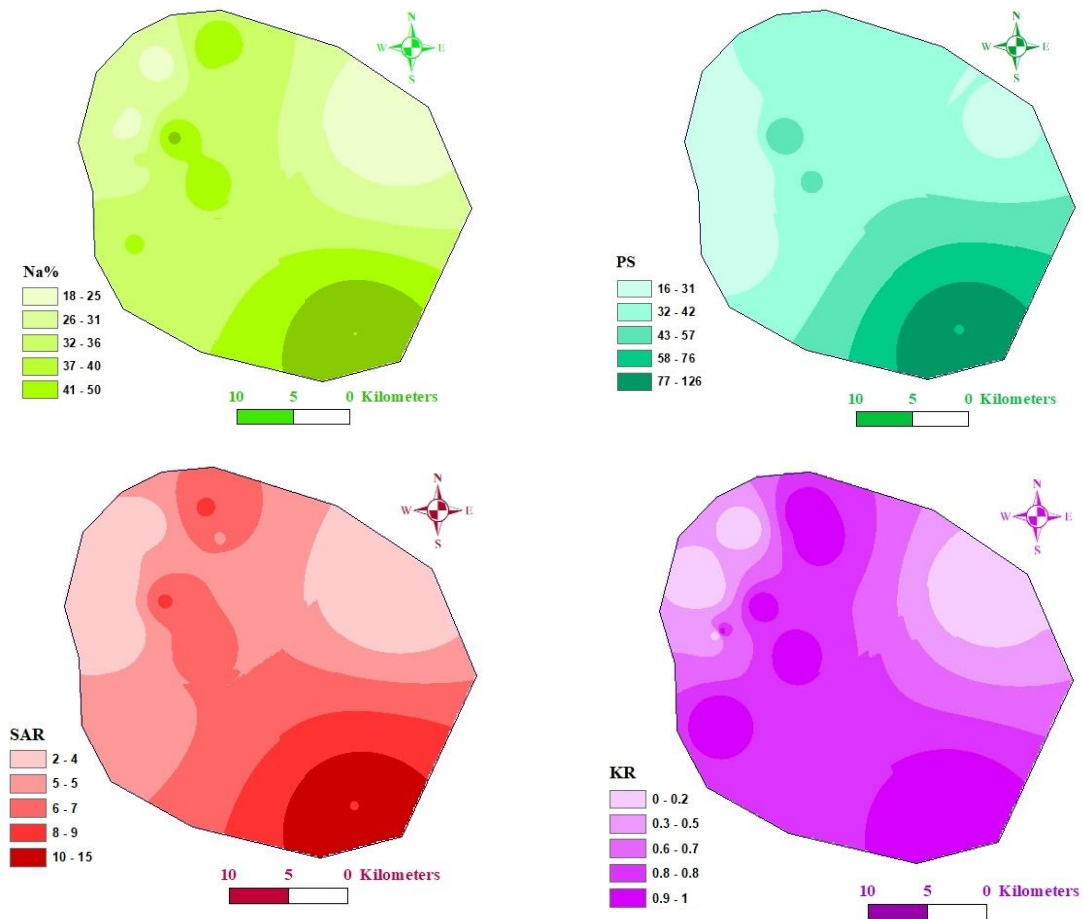 N
W E
S
Na%
18 - 25
26 - 31
32 - 36
37 - 40
41 - 50
10 5 0 Kilometers
N
W E
S
PS
16 - 31
32 - 42
43 - 57
58 - 76
77 - 126
10 5 0 Kilometers
N
W E
S
SAR
2 - 4
5 - 5
6 - 7
8 - 9
10 - 15
10 5 0 Kilometers
N
W E
S
KR
0 - 0.2
0.3 - 0.5
0.6 - 0.7
0.8 - 0.8
0.9 - 1
10 5 0 Kilometers